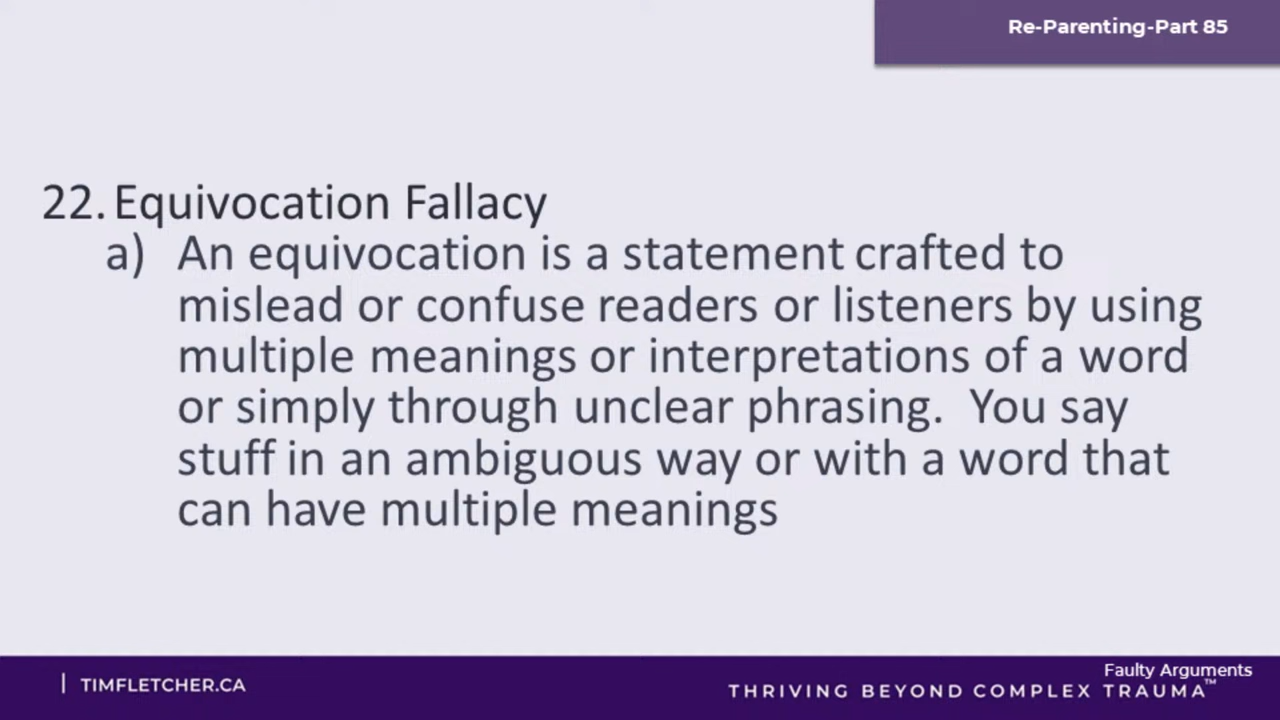 Re-Parenting-Part 85
22. Equivocation Fallacy
a) An equivocation is a statement crafted to
mislead or confuse readers or listeners by using
multiple meanings or interpretations of a word
or simply through unclear phrasing.  You say
stuff in an ambiguous way or with a word that
can have multiple meanings
Faulty Arguments
| TIMFLETCHER.CA
THRIVING BEYOND COMPLEX TRAUMA™